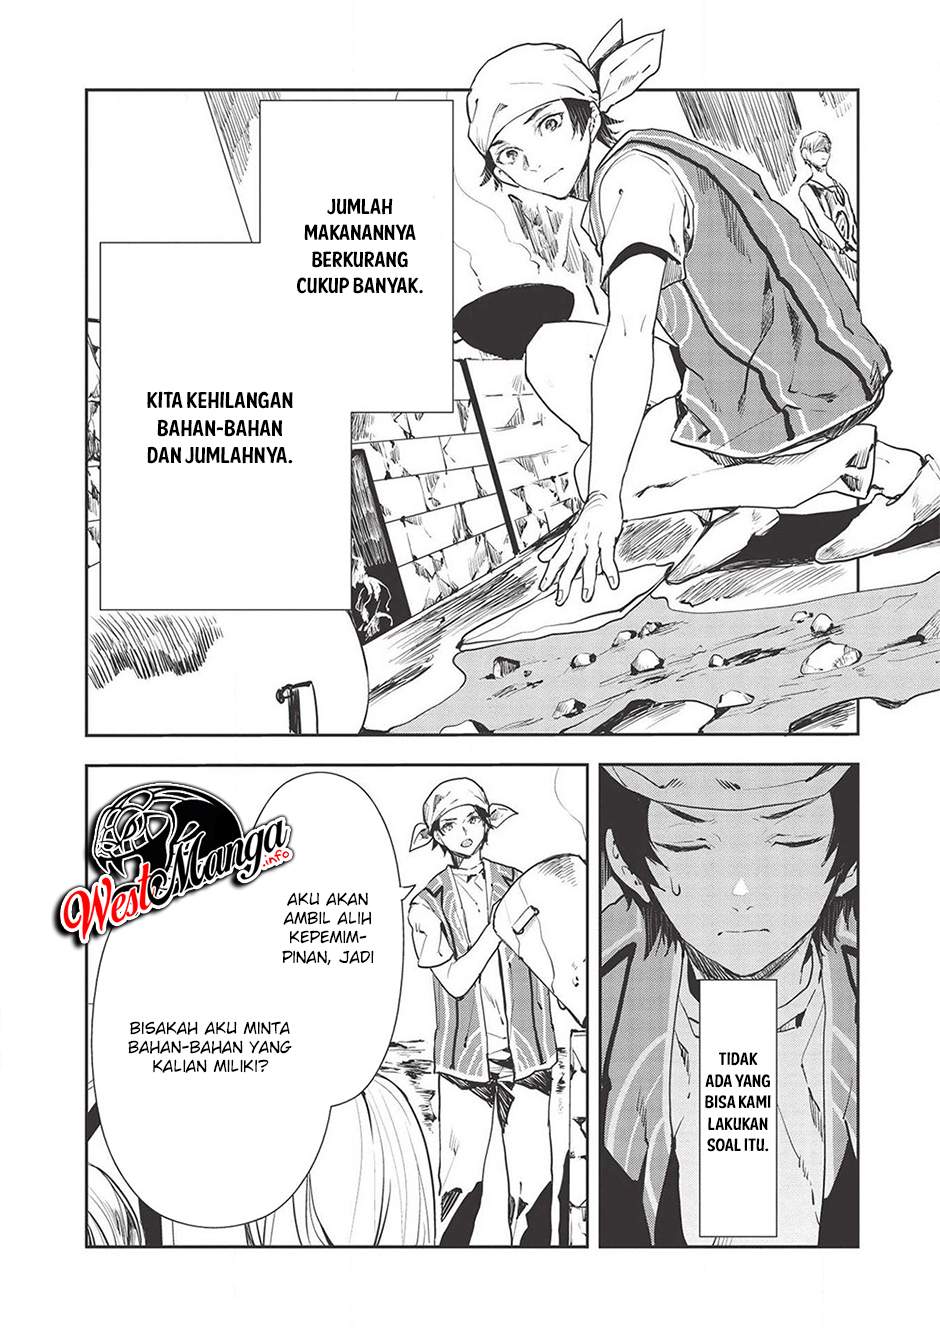 JUMLAH
MAKANANNYA
BERKURANG
CUKUP BANYAK.
KITA KEHILANGAN
BAHAN-BAHAN
DAN JUMLAHNYA.
TIDAK
ADA YANG
BISA KAMI
LAKUKAN
SOAL ITU.
AKU AKAN
AMBIL ALIH
KEPEMIM-
PINAN, JADI
BISAKAH AKU MINTA
BAHAN-BAHAN YANG
KALIAN MILIKI?
WestManga
.info